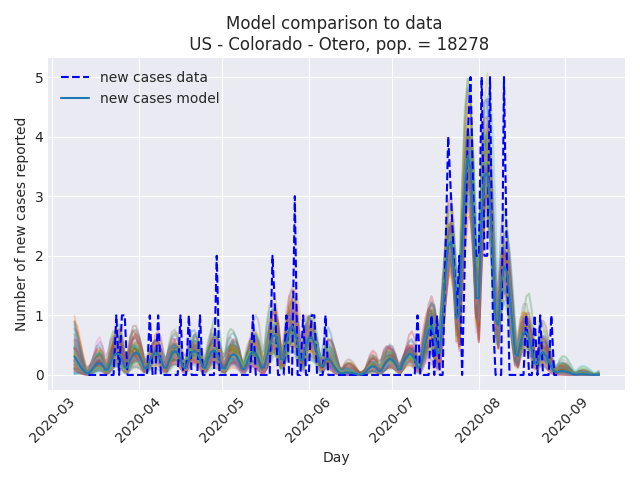 Model comparison to data
US - Colorado - Otero, pop. = 18278
new cases data
new cases model
Number of new cases reported
5
4
3
2
1
0
2020-03
2020-04
2020-05
2020-06
2020-07
2020-08
2020-09
Day